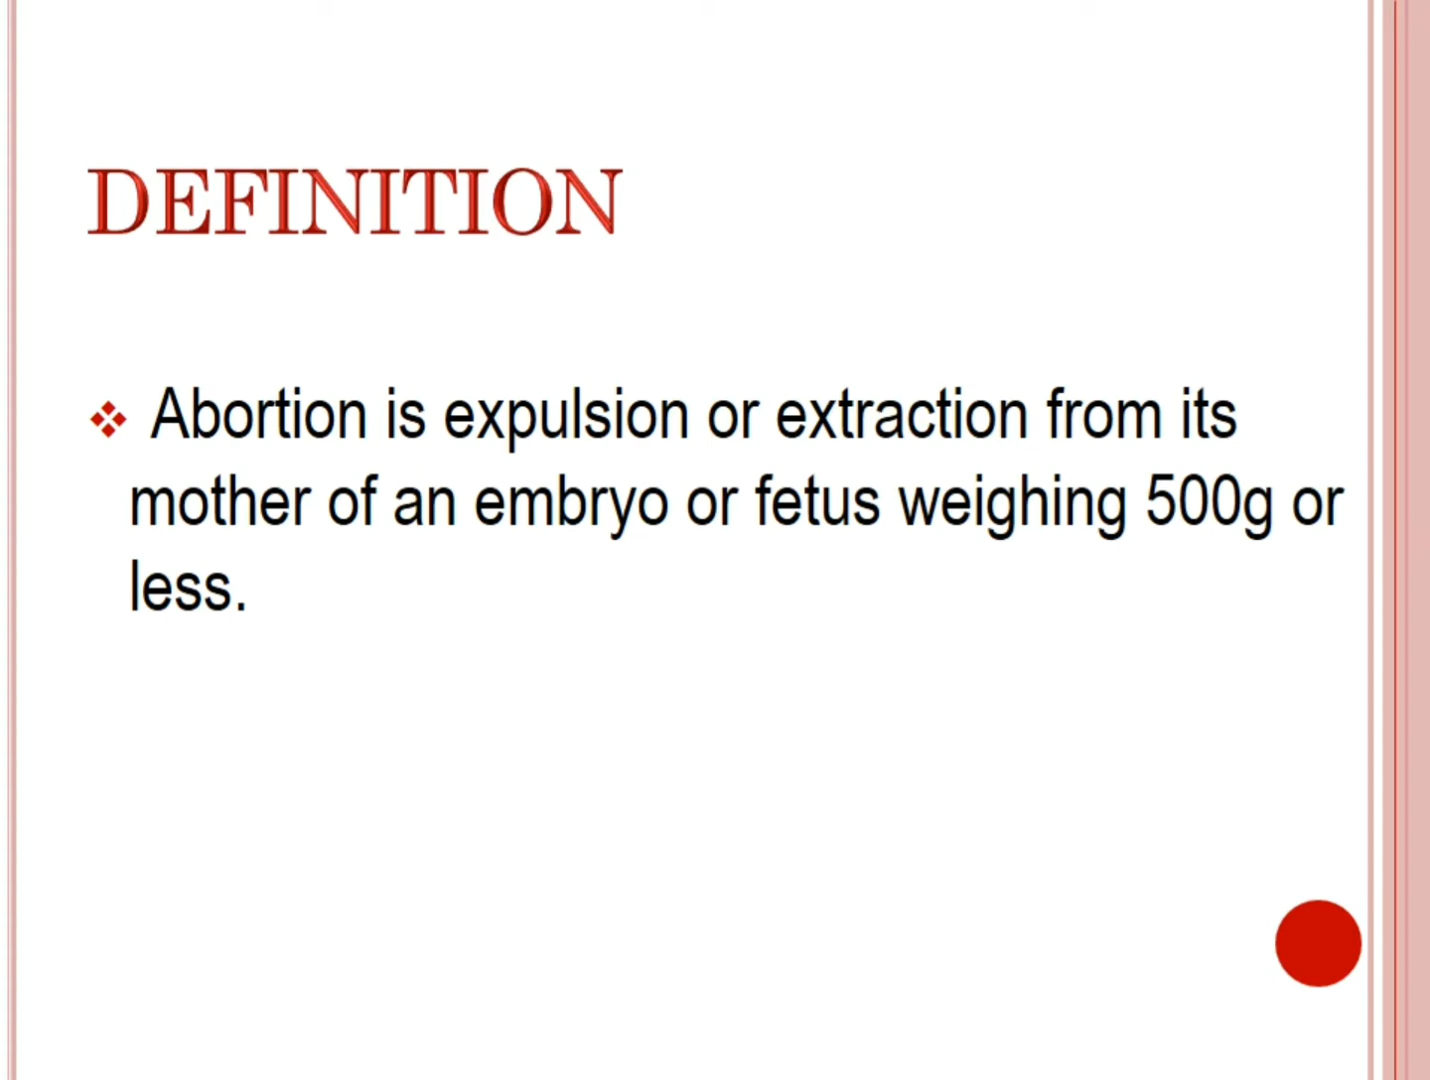 DEFINITION
Abortion is expulsion or extraction from its
mother of an embryo or fetus weighing 500g or
less.